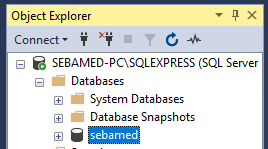 Object Explorer
Connect
SEBAMED-PC\SQLEXPRESS (SQL Server
Databases
System Databases
Database Snapshots
sebamed